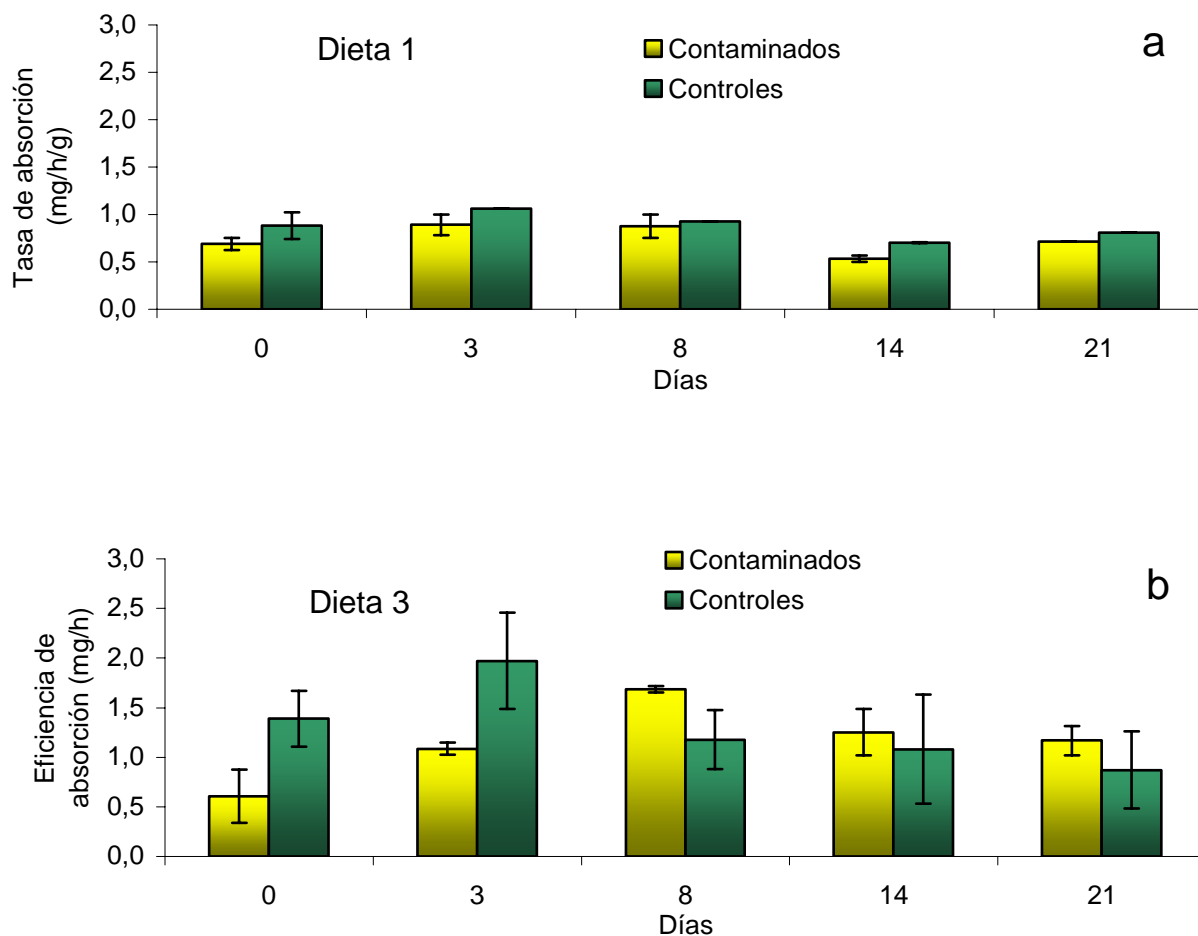 Dieta 1
Contaminados
Controles
a
Tasa de absorción
(mg/h/g)
3,0
2,5
2,0
1,5
1,0
0,5
0,0
0 3 8 14 21
Días
Dieta 3
Contaminados
Controles
b
Eficiencia de
absorción (mg/h)
3,0
2,5
2,0
1,5
1,0
0,5
0,0
0 3 8 14 21
Días